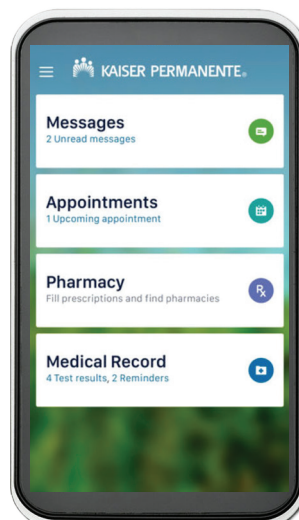 KAISER PERMANENTE®
Messages
2 Unread messages
Appointments
1 Upcoming appointment
Pharmacy
Fill prescriptions and find pharmacies
Rx
Medical Record
4 Test results, 2 Reminders